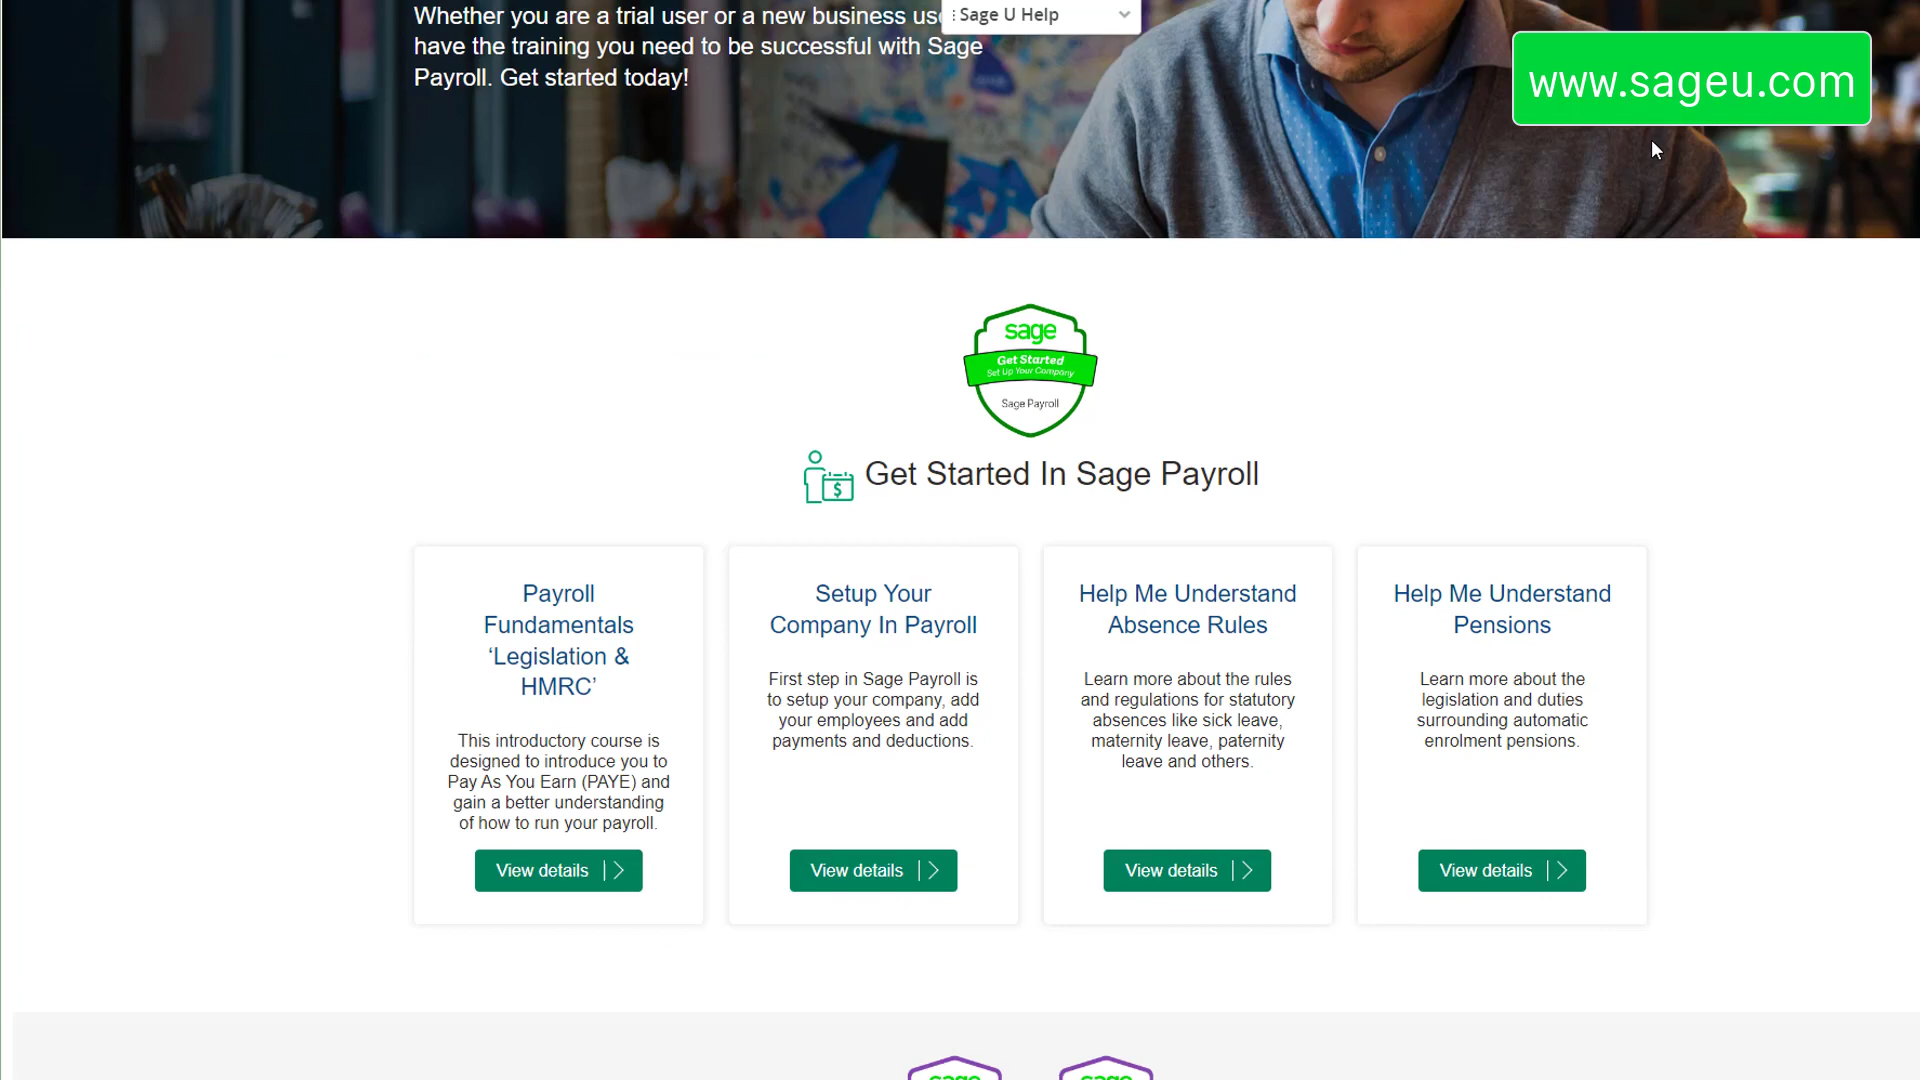 Whether you are a trial user or a new business us
have the training you need to be successful with Sage
Payroll. Get started today!
Sage U Help
www.sageu.com
sage
Get Started
Set Up Your Company
Sage Payroll
Get Started In Sage Payroll
Payroll
Fundamentals
‘Legislation &
HMRC’
This introductory course is
designed to introduce you to
Pay As You Earn (PAYE) and
gain a better understanding
of how to run your payroll.
View details
Setup Your
Company In Payroll
First step in Sage Payroll is
to setup your company, add
your employees and add
payments and deductions.
View details
Help Me Understand
Absence Rules
Learn more about the rules
and regulations for statutory
absences like sick leave,
maternity leave, paternity
leave and others.
View details
Help Me Understand
Pensions
Learn more about the
legislation and duties
surrounding automatic
enrolment pensions.
View details
sage
sage